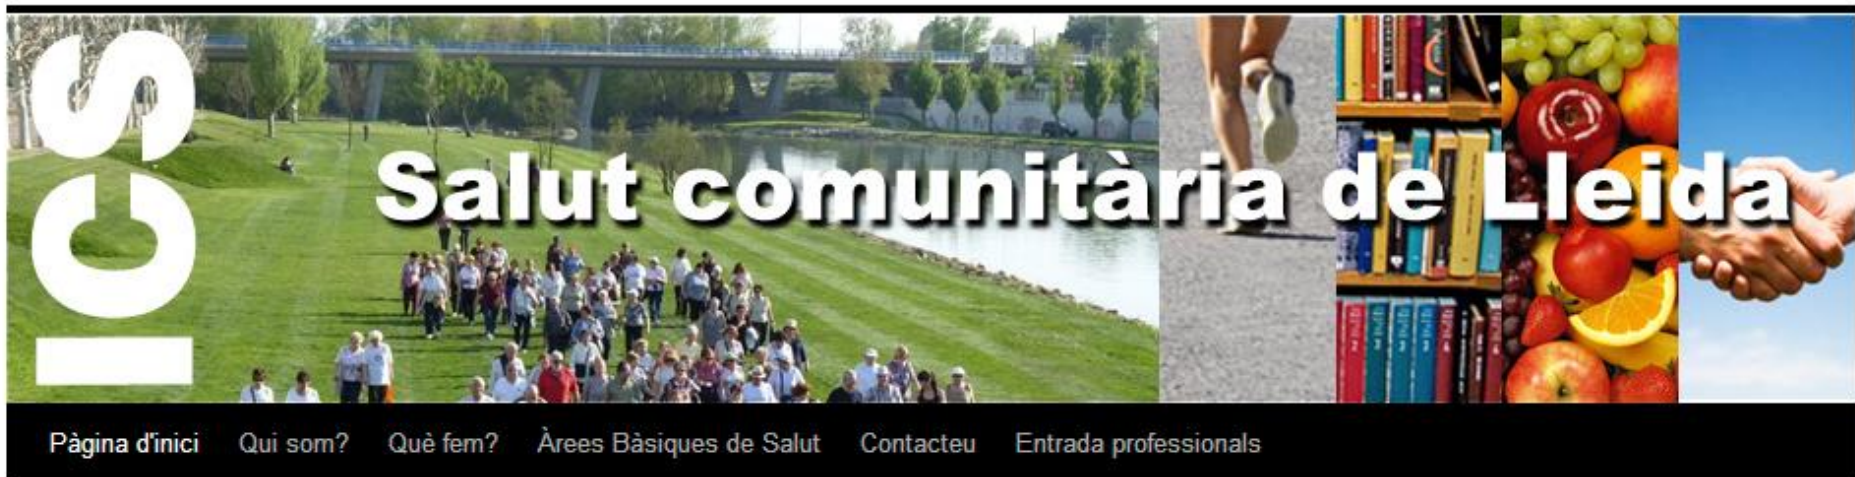 ICS
Salut comunitària de Lleida
Pàgina d'inici Qui som? Què fem? Àrees Bàsiques de Salut Contacteu Entrada professionals